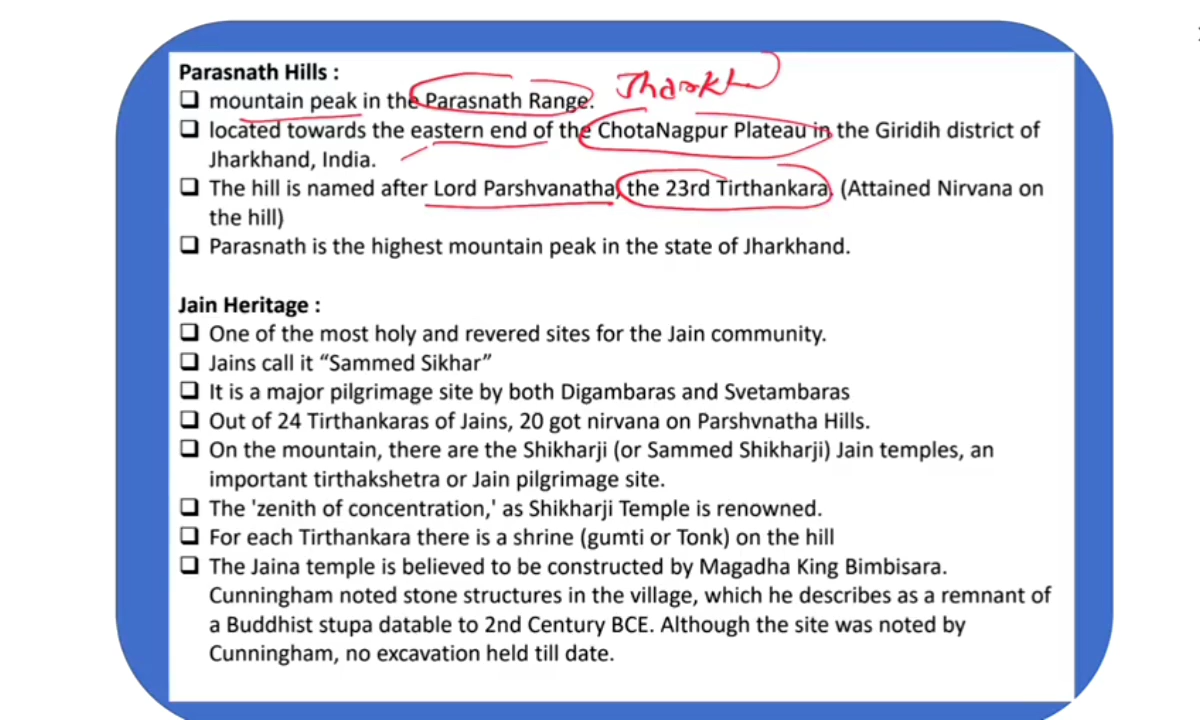 Parasnath Hills :
❑ mountain peak in the Parasnath Range.
❑ located towards the eastern end of the ChotaNagpur Plateau in the Giridih district of
Jharkhand, India.
❑ The hill is named after Lord Parshvanatha, the 23rd Tirthankara. (Attained Nirvana on
the hill)
❑ Parasnath is the highest mountain peak in the state of Jharkhand.
Jain Heritage :
❑ One of the most holy and revered sites for the Jain community.
❑ Jains call it “Sammed Sikhar”
❑ It is a major pilgrimage site by both Digambaras and Svetambaras
❑ Out of 24 Tirthankaras of Jains, 20 got nirvana on Parshvnatha Hills.
❑ On the mountain, there are the Shikharji (or Sammed Shikharji) Jain temples, an
important tirthakshetra or Jain pilgrimage site.
❑ The 'zenith of concentration,' as Shikharji Temple is renowned.
❑ For each Tirthankara there is a shrine (gumti or Tonk) on the hill
❑ The Jaina temple is believed to be constructed by Magadha King Bimbisara.
Cunningham noted stone structures in the village, which he describes as a remnant of
a Buddhist stupa datable to 2nd Century BCE. Although the site was noted by
Cunningham, no excavation held till date.